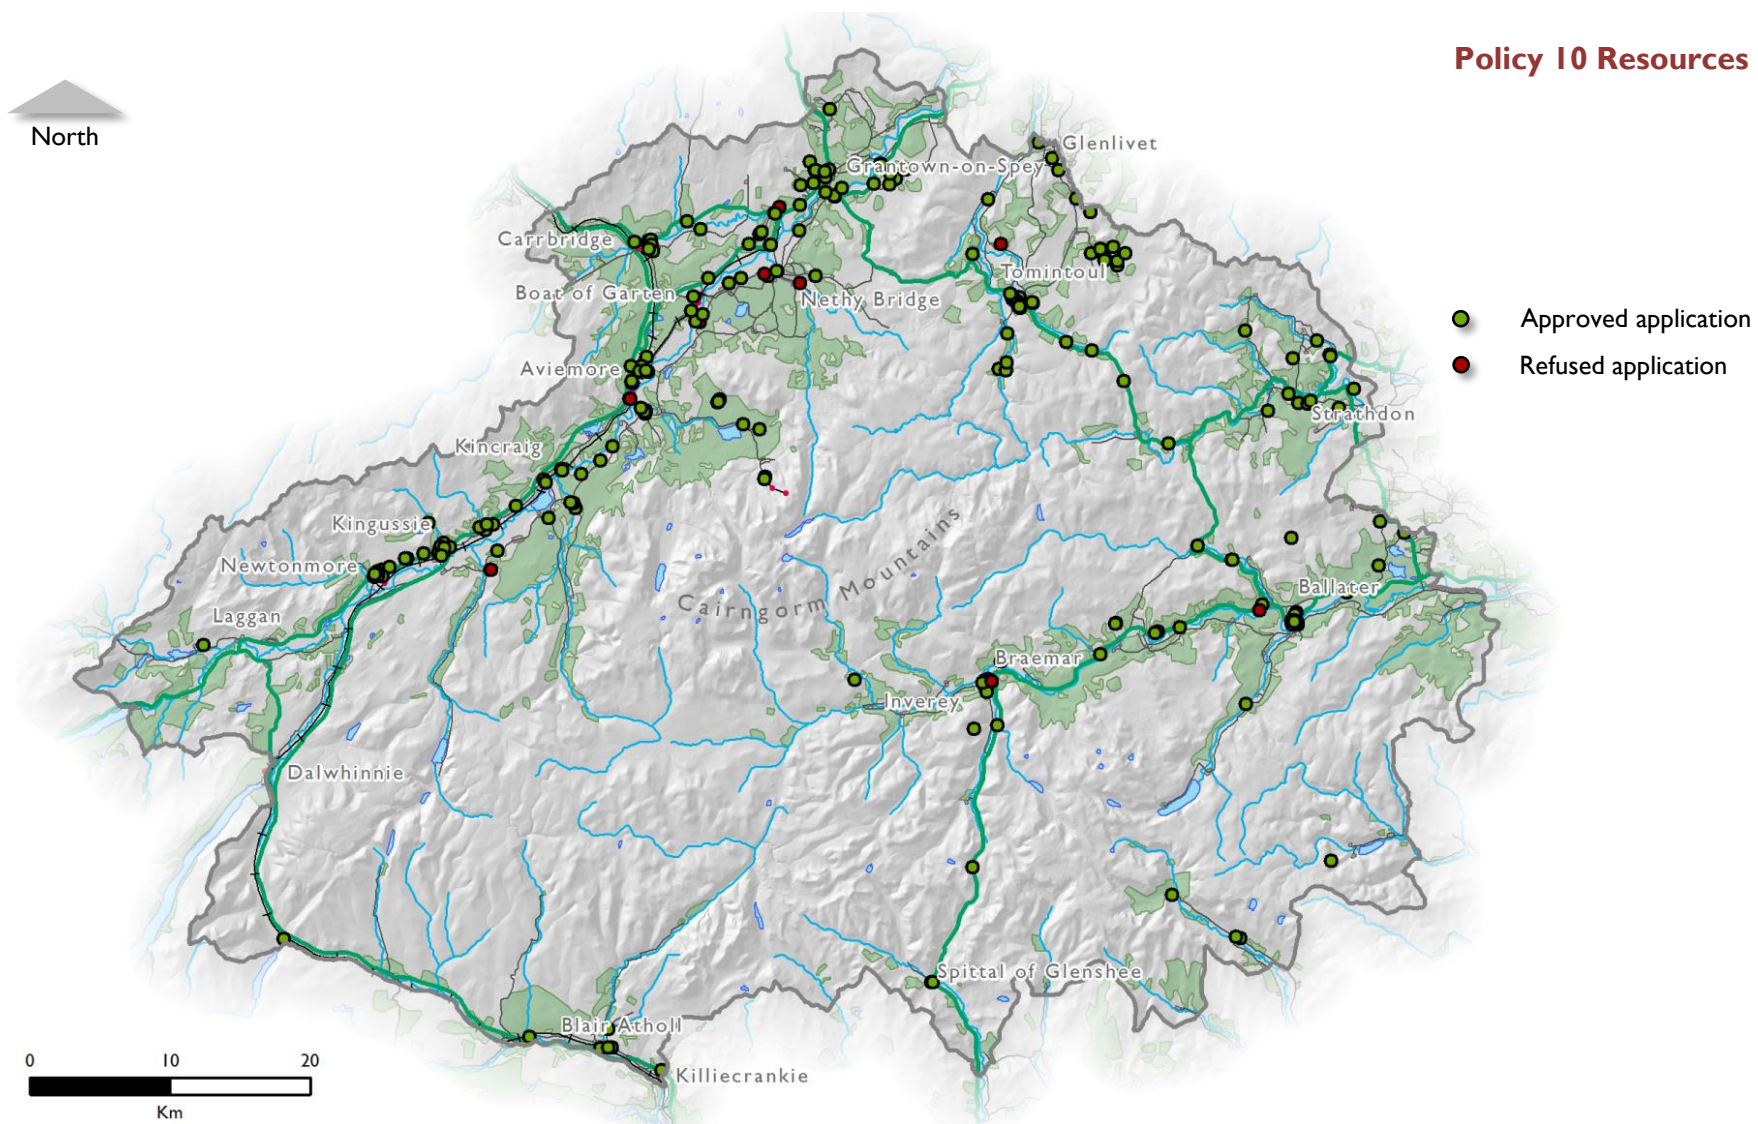 Policy 10 Resources
North
Glenlivet
Grantown-on-Spey
Carrbridge
Tomintoul
Boat of Garten
Nethy Bridge
Approved application
Refused application
Aviemore
Strathdon
Kincraig
Kingussie
Cairngorm Mountains
Newtonmore
Ballater
Laggan
Braemar
Inverey
Dalwhinnie
Spittal of Glenshee
Blair Atholl
Killiecrankie
0 10 20
Km